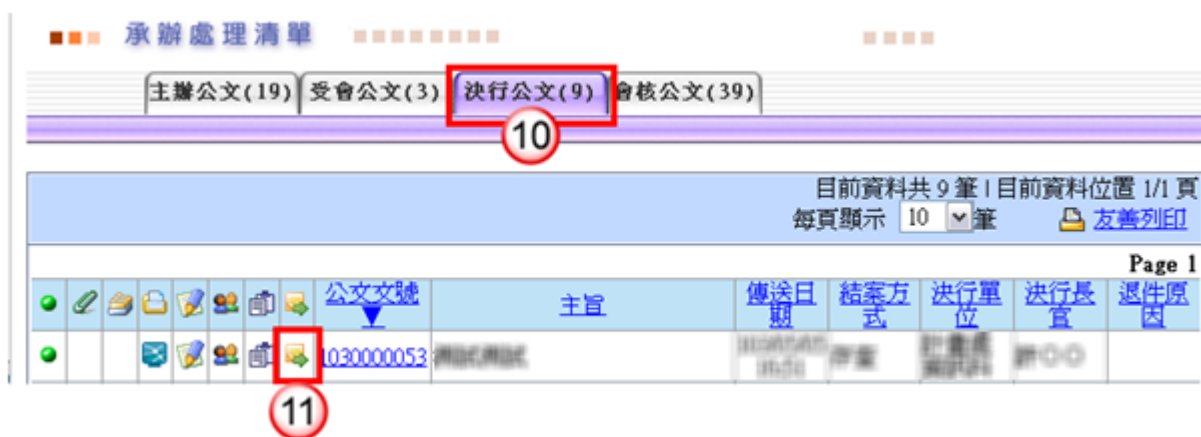 承辦處理清單
主辦公文(19) 受會公文(3) 決行公文(9) 會核公文(39)
10
目前資料共 9 筆 | 目前資料位置 1/1 頁
每頁顯示 10 筆 友善列印
Page 1
公文文號▼ 主旨 傳送日期 結案方式 決行單位 決行長官 退件原因
1030000053
11